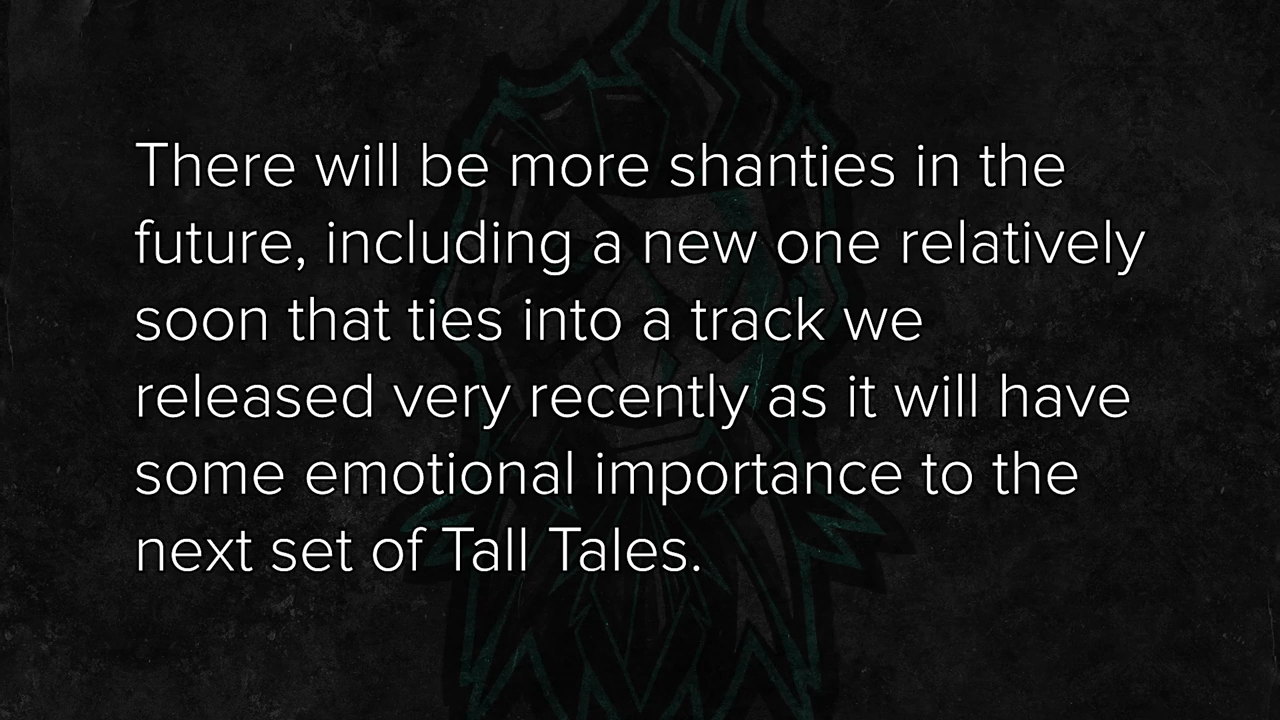 There will be more shanties in the
future, including a new one relatively
soon that ties into a track we
released very recently as it will have
some emotional importance to the
next set of Tall Tales.